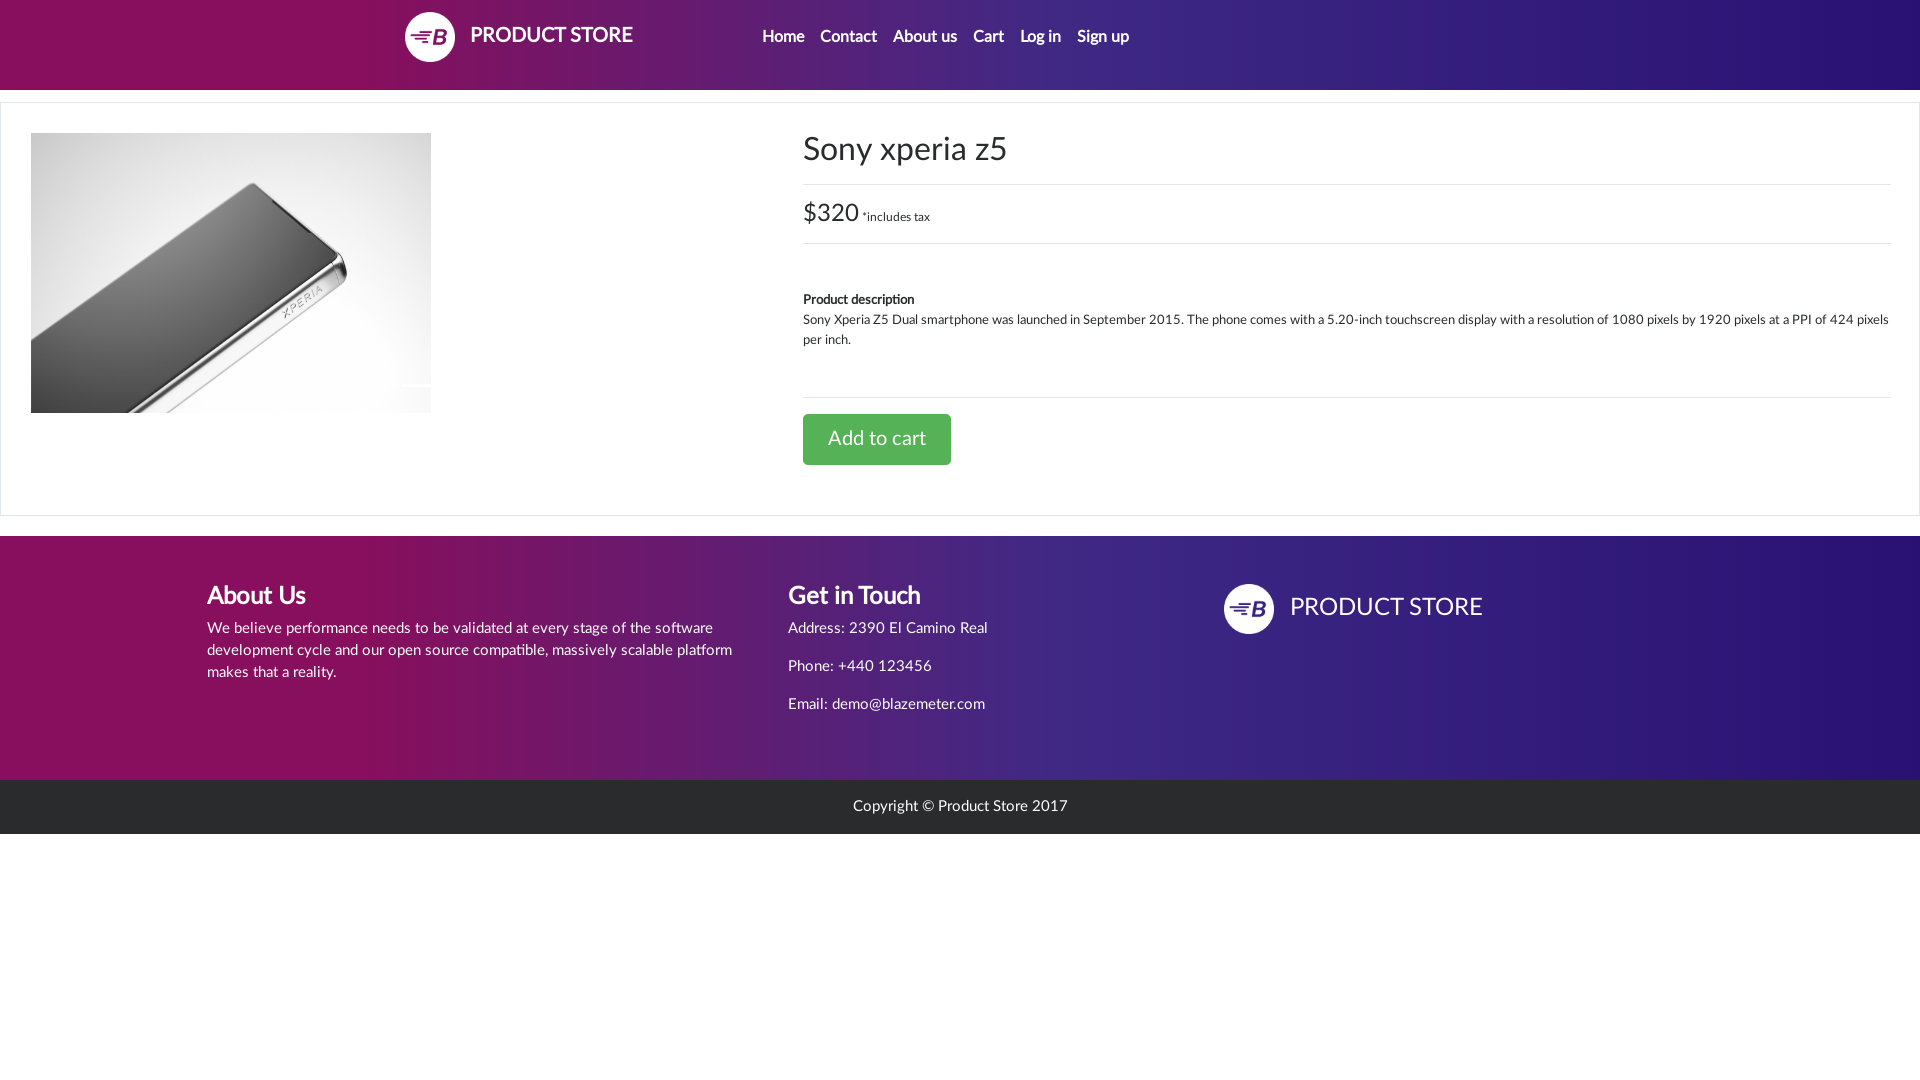 PRODUCT STORE
Home Contact About us Cart Log in Sign up
XPERIA
Sony xperia z5
$320 *includes tax
Product description
Sony Xperia Z5 Dual smartphone was launched in September 2015. The phone comes with a 5.20-inch touchscreen display with a resolution of 1080 pixels by 1920 pixels at a PPI of 424 pixels
per inch.
Add to cart
About Us
We believe performance needs to be validated at every stage of the software
development cycle and our open source compatible, massively scalable platform
makes that a reality.
Get in Touch
Address: 2390 El Camino Real
Phone: +440 123456
Email: demo@blazemeter.com
PRODUCT STORE
Copyright © Product Store 2017